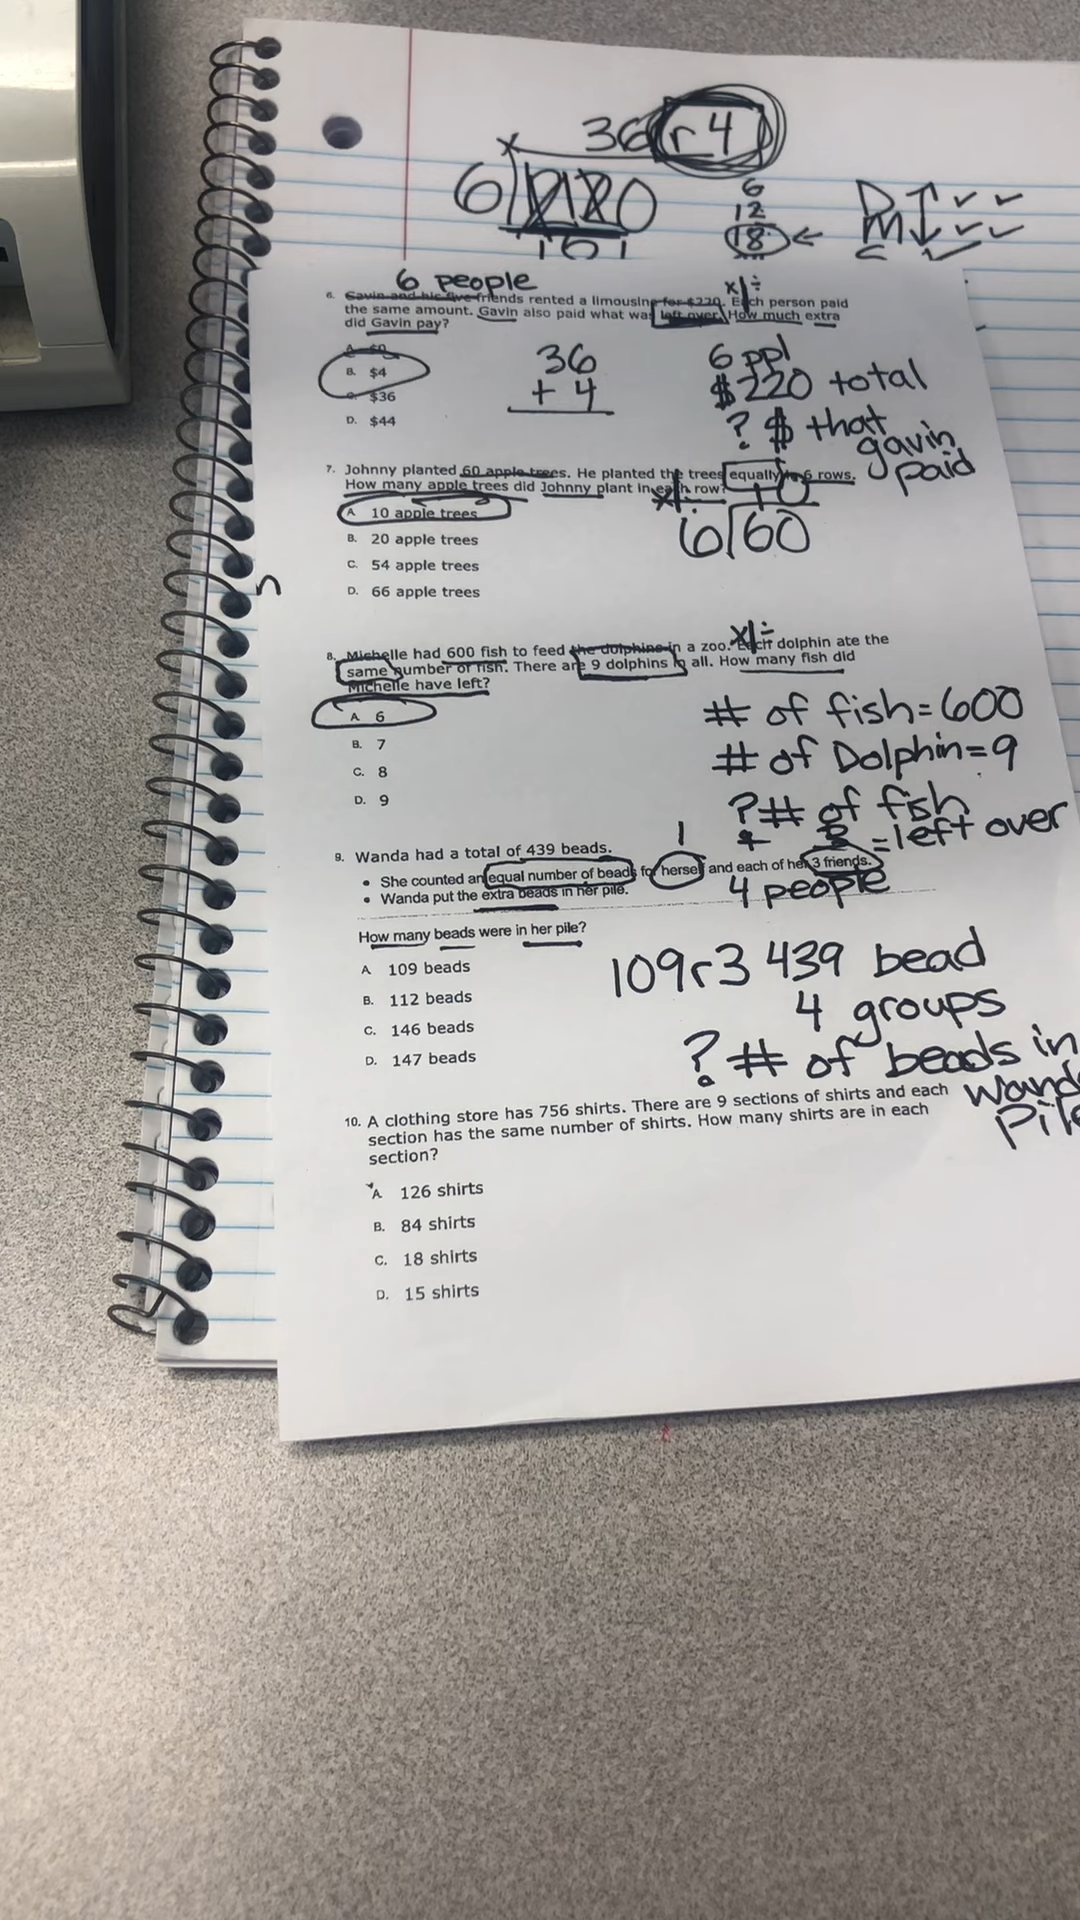 36 r 4
6 220
6
12
18
D
M
S
6 people
x|÷
6. Gavin and his five friends rented a limousine for $220. Each person paid
the same amount. Gavin also paid what was left over. How much extra
did Gavin pay?
A. $0
B. $4
C. $36
D. $44
36
+ 4
6 ppl
$220 total
? $ that
gavin
paid
7. Johnny planted 60 apple trees. He planted the trees equally in 6 rows.
How many apple trees did Johnny plant in each row?
A 10 apple trees
B. 20 apple trees
C. 54 apple trees
D. 66 apple trees
10
6 60
x|÷
8. Michelle had 600 fish to feed the dolphins in a zoo. Each dolphin ate the
same number of fish. There are 9 dolphins in all. How many fish did
Michelle have left?
A 6
B. 7
C. 8
D. 9
# of fish=600
# of Dolphin=9
? # of fish
=left over
1
9. Wanda had a total of 439 beads.
• She counted an equal number of beads for herself and each of her 3 friends.
• Wanda put the extra beads in her pile.
4 people
How many beads were in her pile?
A 109 beads
B. 112 beads
C. 146 beads
D. 147 beads
109r3 439 bead
4 groups
? # of beads in
10. A clothing store has 756 shirts. There are 9 sections of shirts and each
section has the same number of shirts. How many shirts are in each
section?
A 126 shirts
B. 84 shirts
C. 18 shirts
D. 15 shirts